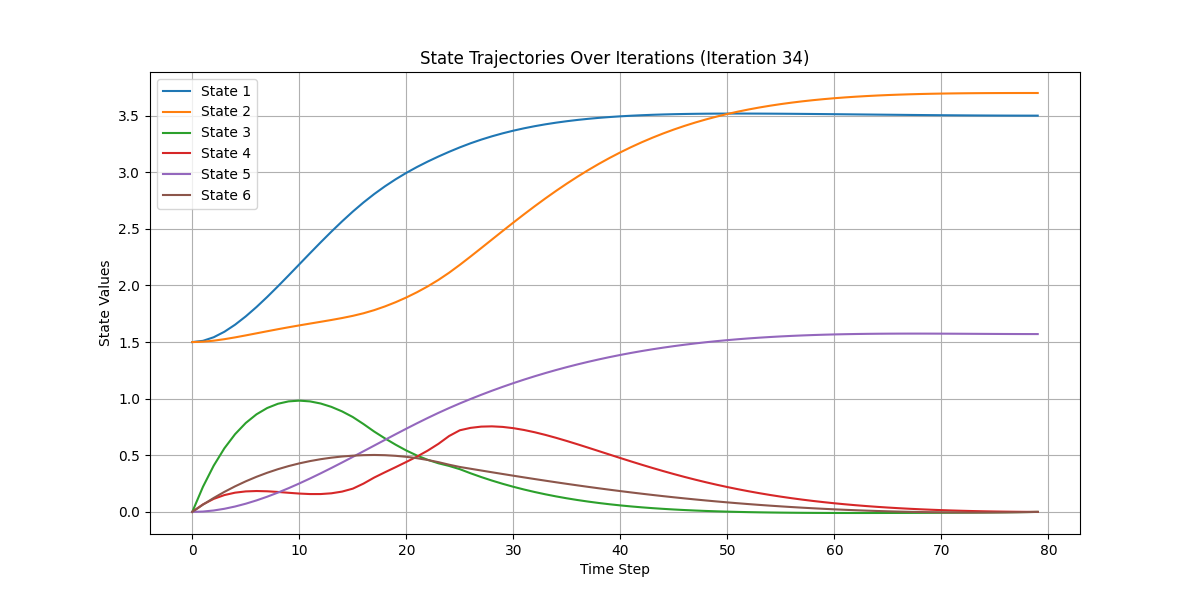 State Trajectories Over Iterations (Iteration 34)
State 1
State 2
State 3
State 4
State 5
State 6
State Values
3.5
3.0
2.5
2.0
1.5
1.0
0.5
0.0
0 10 20 30 40 50 60 70 80
Time Step